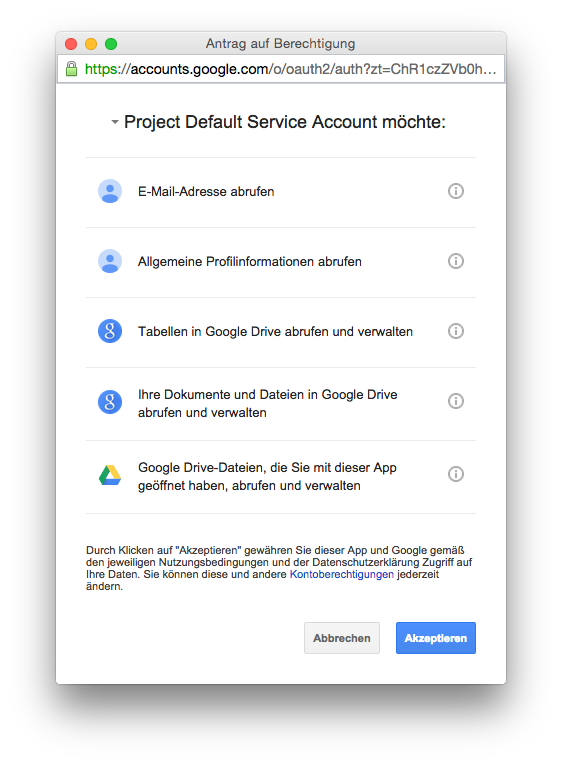 Antrag auf Berechtigung
https://accounts.google.com/o/oauth2/auth?zt=ChR1czZVb0h...
Project Default Service Account möchte:
E-Mail-Adresse abrufen
Allgemeine Profilinformationen abrufen
Tabellen in Google Drive abrufen und verwalten
Ihre Dokumente und Dateien in Google Drive
abrufen und verwalten
Google Drive-Dateien, die Sie mit dieser App
geöffnet haben, abrufen und verwalten
Durch Klicken auf "Akzeptieren" gewähren Sie dieser App und Google gemäß
den jeweiligen Nutzungsbedingungen und der Datenschutzerklärung Zugriff auf
Ihre Daten. Sie können diese und andere Kontoberechtigungen jederzeit
ändern.
Abbrechen
Akzeptieren